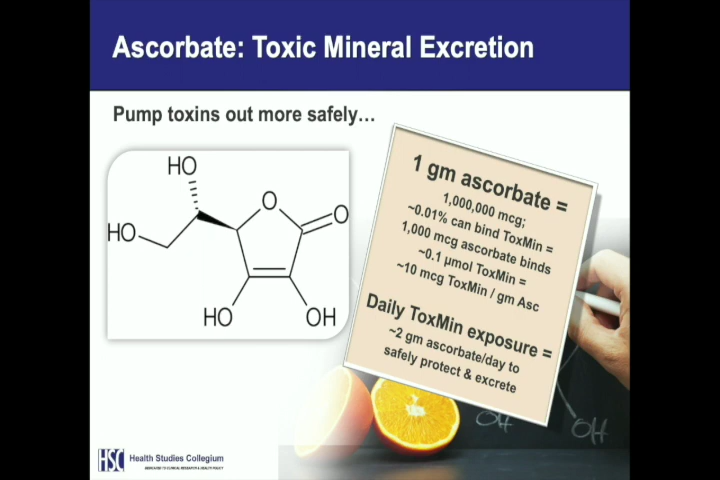 Ascorbate: Toxic Mineral Excretion
Pump toxins out more safely…
HO
O
O
HO
HO
OH
1 gm ascorbate =
1,000,000 mcg;
~0.01% can bind ToxMin =
1,000 mcg ascorbate binds
~0.1 µmol ToxMin =
~10 mcg ToxMin / gm Asc
Daily ToxMin exposure =
~2 gm ascorbate/day to
safely protect & excrete
OH
OH
HSC
Health Studies Collegium